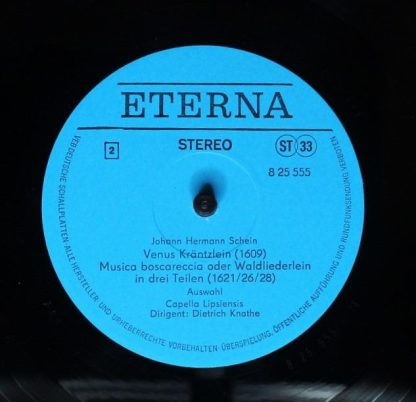 ETERNA
2
STEREO
ST 33
8 25 555
Johann Hermann Schein
Venus Kräntzlein (1609)
Musica boscareccia oder Waldliederlein
in drei Teilen (1621/26/28)
Auswahl
Capella Lipsiensis
Dirigent: Dietrich Knothe
VEB DEUTSCHE SCHALLPLATTEN · ALLE HERSTELLER UND URHEBERRECHTE VORBEHALTEN · ÜBERSPIELUNG, ÖFFENTLICHE AUFFÜHRUNG UND RUNDFUNKSENDUNG VERBOTEN